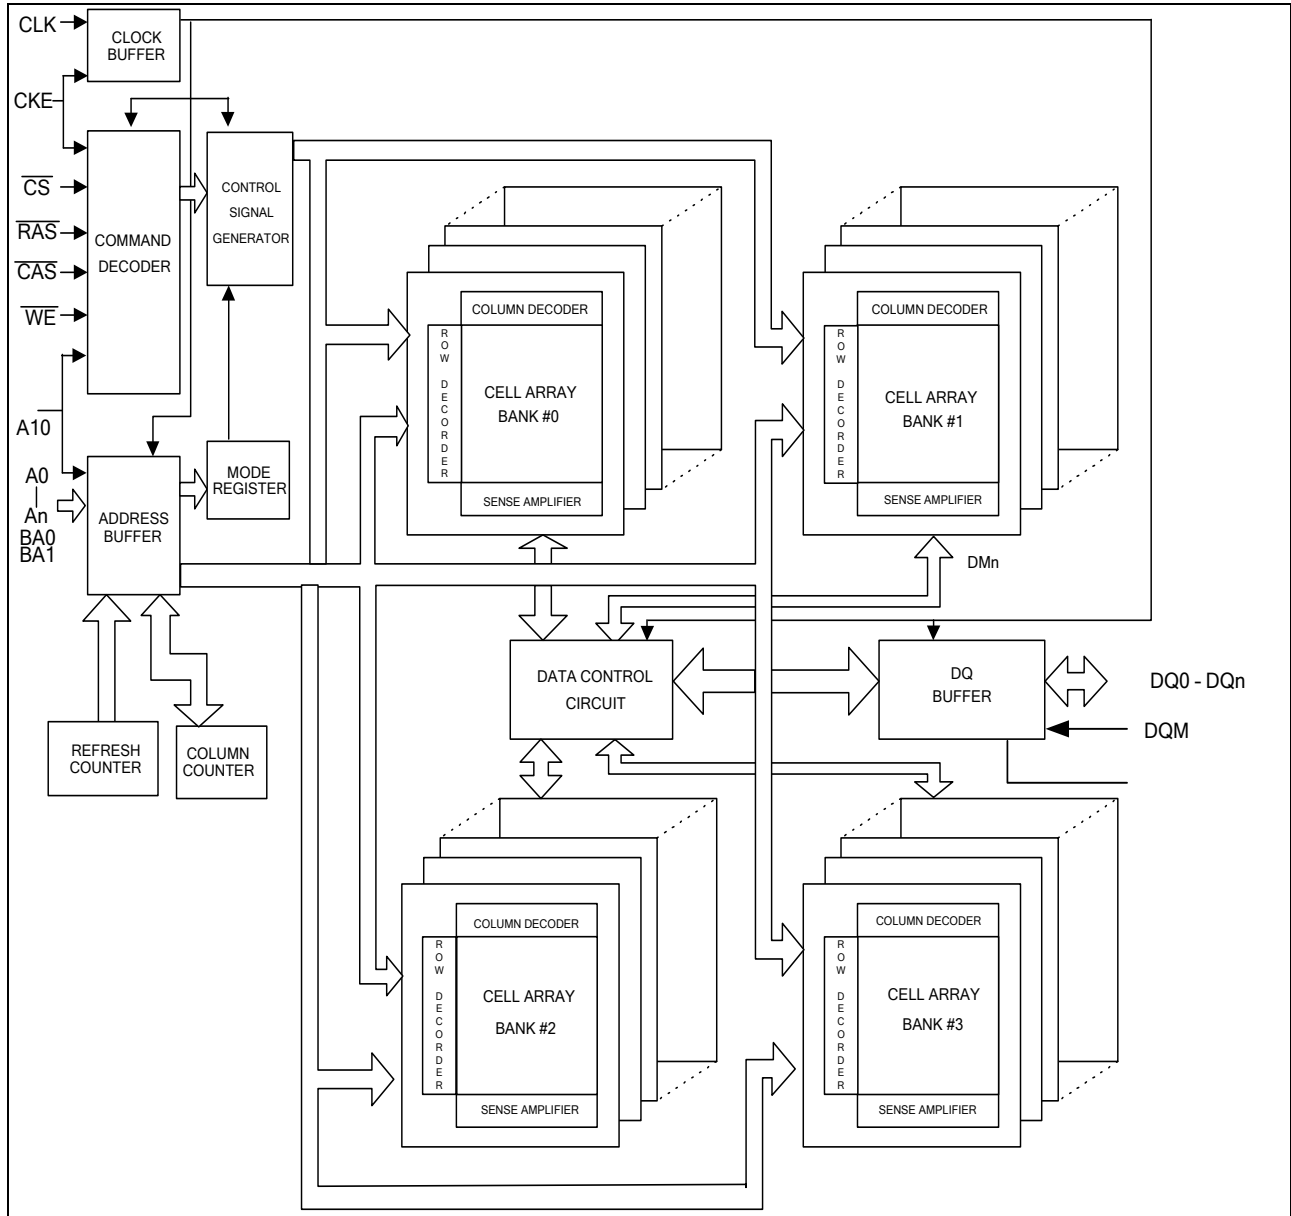 CLK
CLOCK
BUFFER
CKE
CS
RAS
CAS
WE
A10
COMMAND
DECODER
CONTROL
SIGNAL
GENERATOR
A0
An
BA0
BA1
ADDRESS
BUFFER
MODE
REGISTER
REFRESH
COUNTER
COLUMN
COUNTER
COLUMN DECODER
ROW DECORDER
CELL ARRAY
BANK #0
SENSE AMPLIFIER
COLUMN DECODER
ROW DECORDER
CELL ARRAY
BANK #1
SENSE AMPLIFIER
DMn
DATA CONTROL
CIRCUIT
DQ
BUFFER
DQ0 - DQn
DQM
COLUMN DECODER
ROW DECORDER
CELL ARRAY
BANK #2
SENSE AMPLIFIER
COLUMN DECODER
ROW DECORDER
CELL ARRAY
BANK #3
SENSE AMPLIFIER